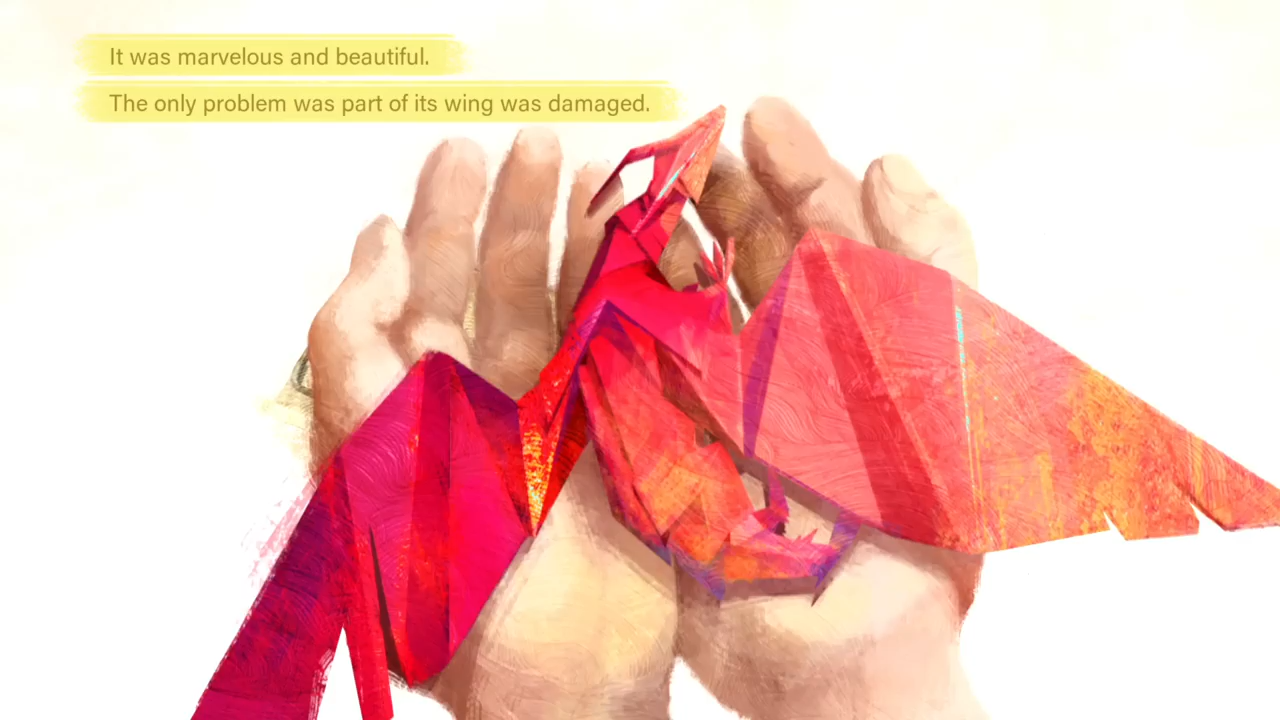 It was marvelous and beautiful.
The only problem was part of its wing was damaged.